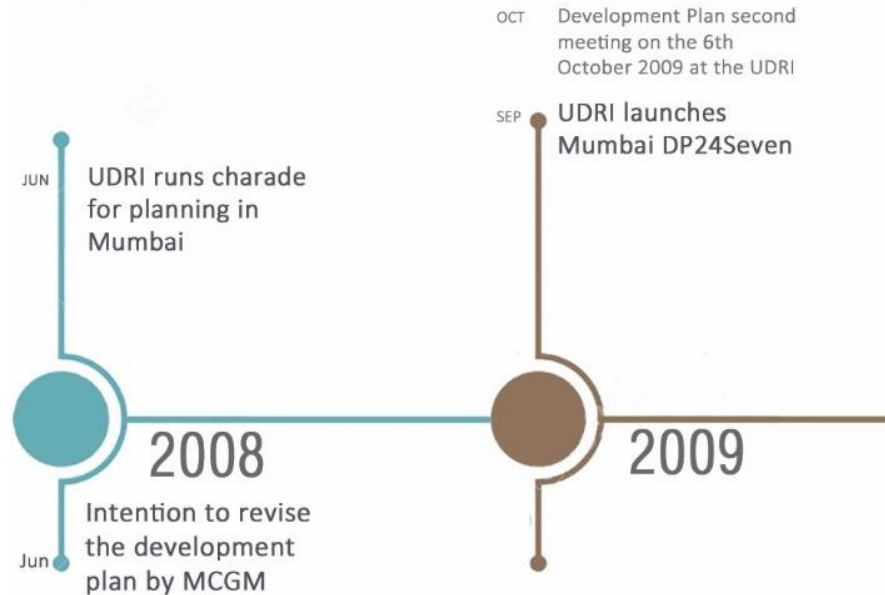 OCT Development Plan second
meeting on the 6th
October 2009 at the UDRI
SEP UDRI launches
Mumbai DP24Seven
JUN UDRI runs charade
for planning in
Mumbai
2008
2009
Intention to revise
the development
Jun plan by MCGM